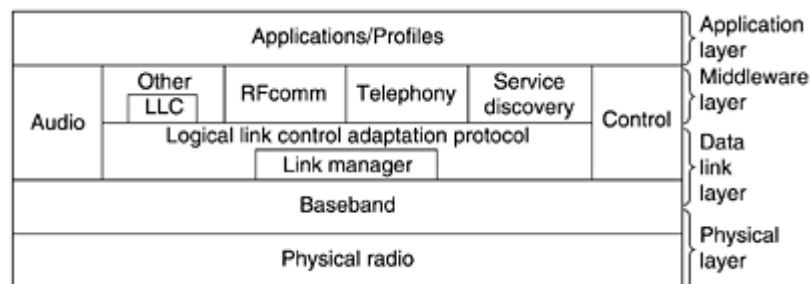 Applications/Profiles
Application
layer
Audio
Other
LLC
RFcomm
Telephony
Service
discovery
Control
Middleware
layer
Logical link control adaptation protocol
Link manager
Data
link
layer
Baseband
Physical radio
Physical
layer